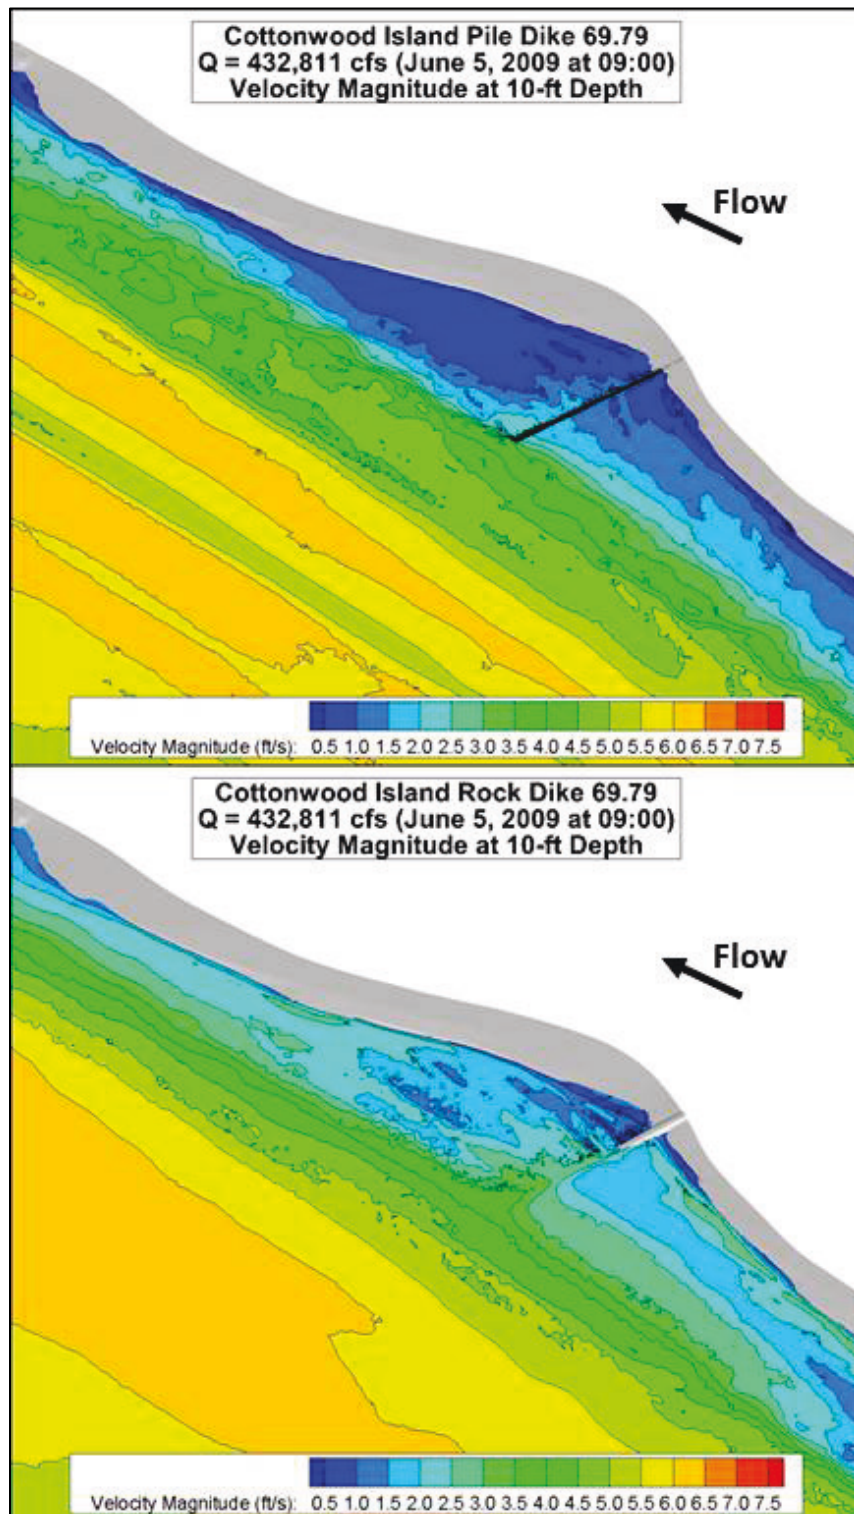 Cottonwood Island Pile Dike 69.79
Q = 432,811 cfs (June 5, 2009 at 09:00)
Velocity Magnitude at 10-ft Depth
Flow
Velocity Magnitude (ft/s): 0.5 1.0 1.5 2.0 2.5 3.0 3.5 4.0 4.5 5.0 5.5 6.0 6.5 7.0 7.5
Cottonwood Island Rock Dike 69.79
Q = 432,811 cfs (June 5, 2009 at 09:00)
Velocity Magnitude at 10-ft Depth
Flow
Velocity Magnitude (ft/s): 0.5 1.0 1.5 2.0 2.5 3.0 3.5 4.0 4.5 5.0 5.5 6.0 6.5 7.0 7.5